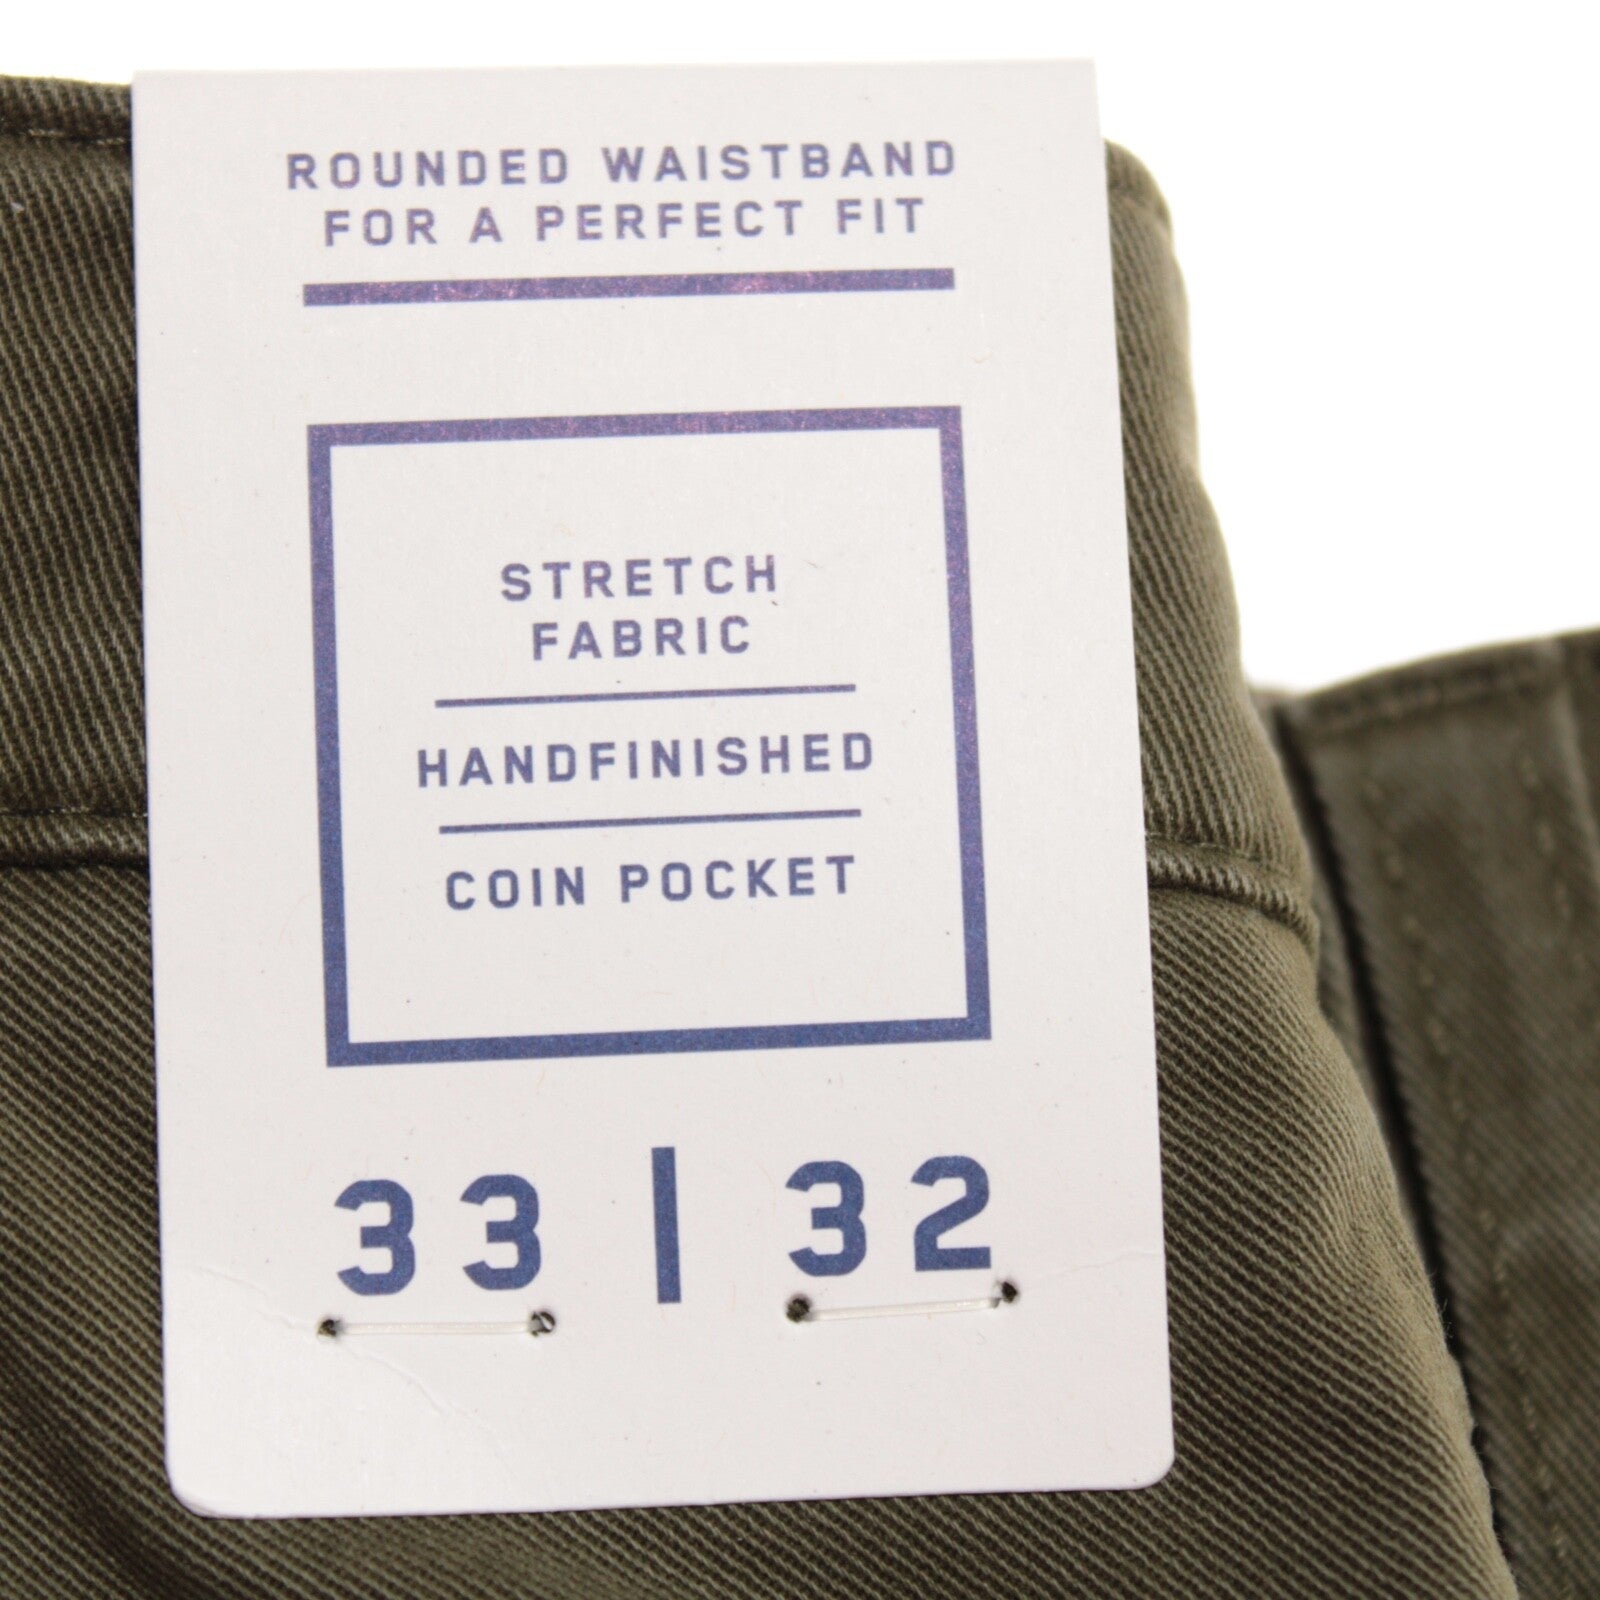 ROUNDED WAISTBAND
FOR A PERFECT FIT
STRETCH
FABRIC
HANDFINISHED
COIN POCKET
33 | 32